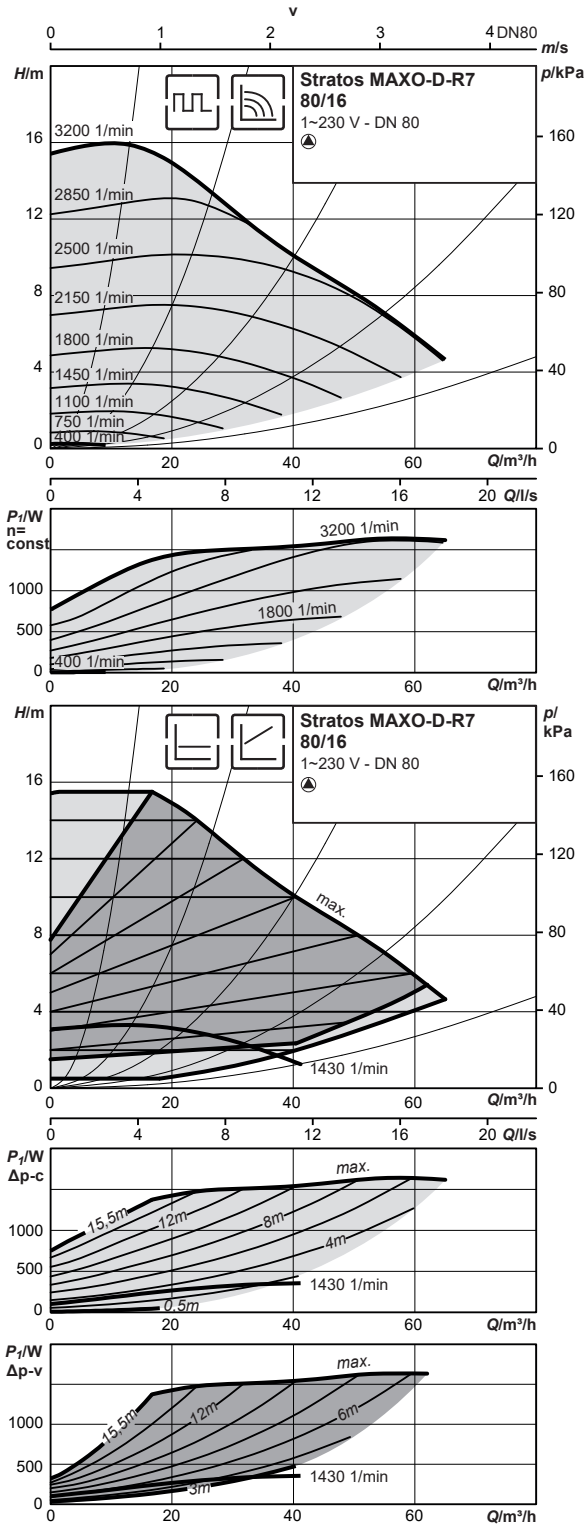 v
0 1 2 3 4 DN80
m/s
H/m p/kPa
Stratos MAXO-D-R7
80/16
1~230 V - DN 80
16 160
3200 1/min
2850 1/min
12 120
2500 1/min
8 80
2150 1/min
1800 1/min
1450 1/min
4 40
1100 1/min
750 1/min
400 1/min
0 0
0 20 40 60
Q/m³/h
0 4 8 12 16 20 Q/l/s
P1/W
n=
const
3200 1/min
1000
1800 1/min
500
400 1/min
0
0 20 40 60
Q/m³/h
H/m p/
kPa
Stratos MAXO-D-R7
80/16
1~230 V - DN 80
16 160
12 120
max.
8 80
4 40
1430 1/min
0 0
0 20 40 60
Q/m³/h
0 4 8 12 16 20 Q/l/s
P1/W
Δp-c
max.
15,5m 12m 8m 4m
1000
500
1430 1/min
0,5m
0
0 20 40 60
Q/m³/h
P1/W
Δp-v
max.
15,5m 12m 6m
1000
500
1430 1/min
3m
0
0 20 40 60
Q/m³/h